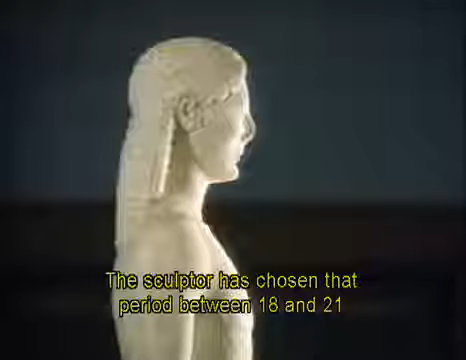 The sculptor has chosen that
period between 18 and 21